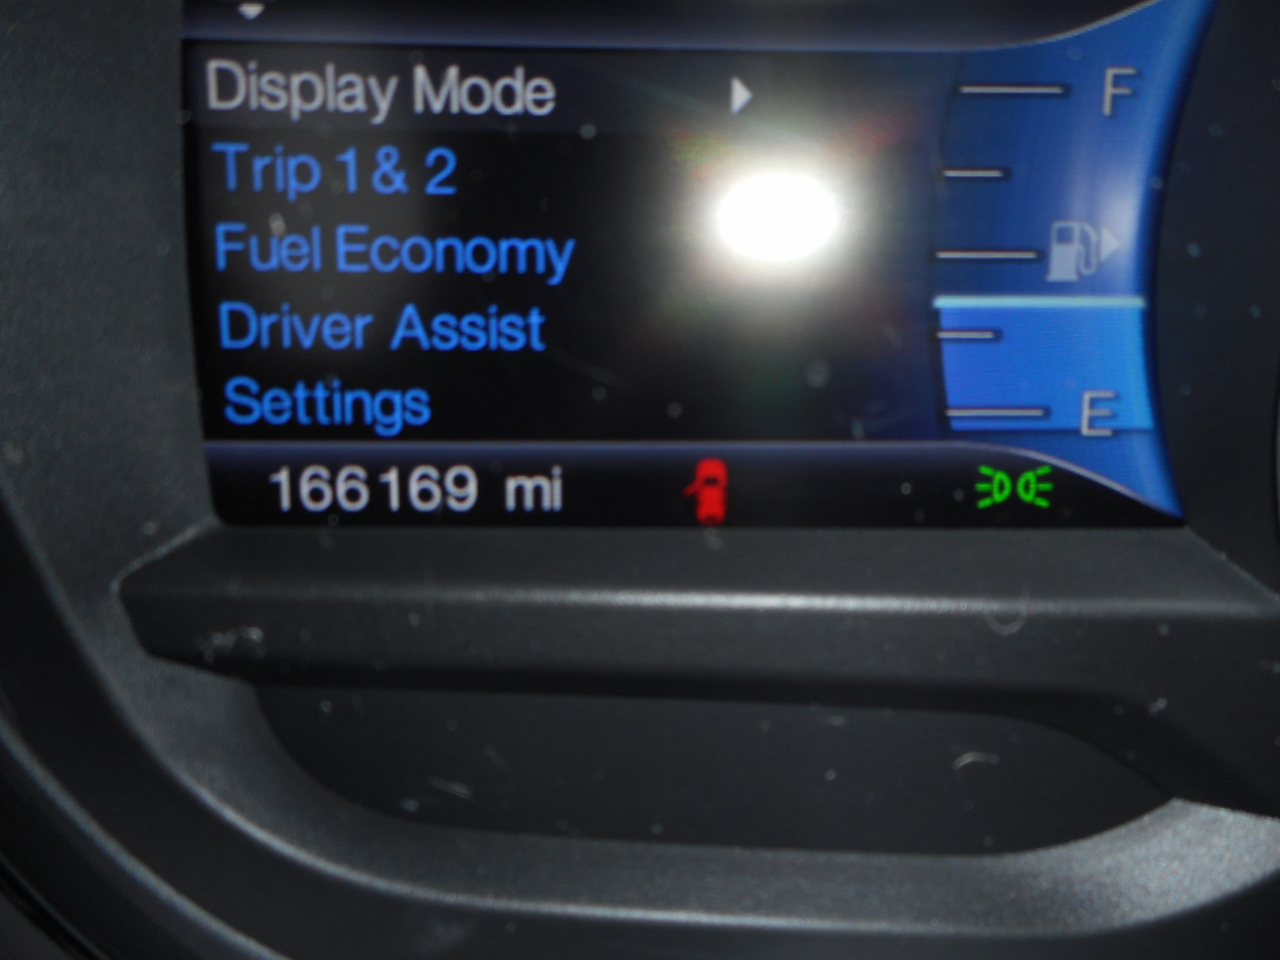 Display Mode
F
Trip 1 & 2
Fuel Economy
Driver Assist
Settings
E
166169 mi